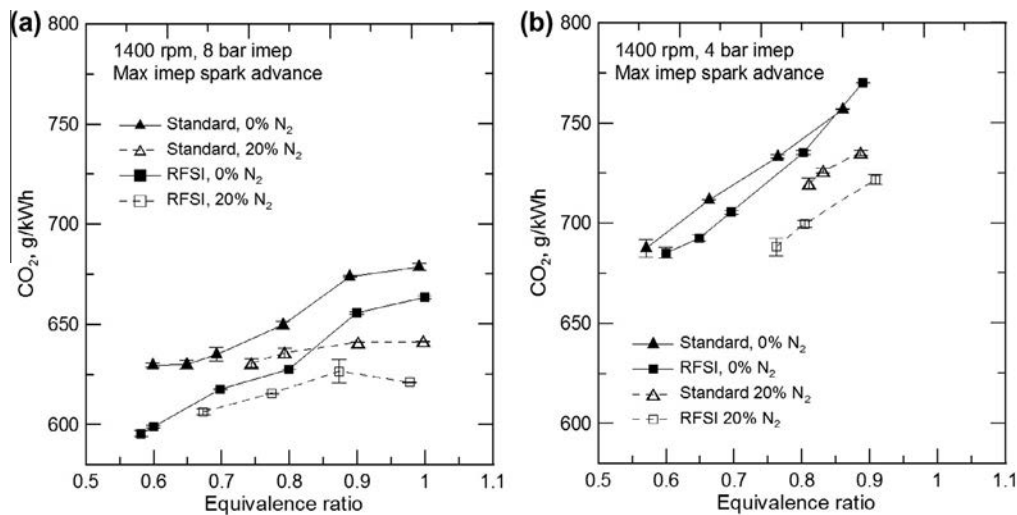 (a)
1400 rpm, 8 bar imep
Max imep spark advance
Standard, 0% N₂
Standard, 20% N₂
RFSI, 0% N₂
RFSI, 20% N₂
800
750
700
650
600
CO₂, g/kWh
0.5 0.6 0.7 0.8 0.9 1 1.1
Equivalence ratio
(b)
1400 rpm, 4 bar imep
Max imep spark advance
Standard, 0% N₂
RFSI, 0% N₂
Standard 20% N₂
RFSI 20% N₂
800
750
700
650
600
CO₂, g/kWh
0.5 0.6 0.7 0.8 0.9 1 1.1
Equivalence ratio